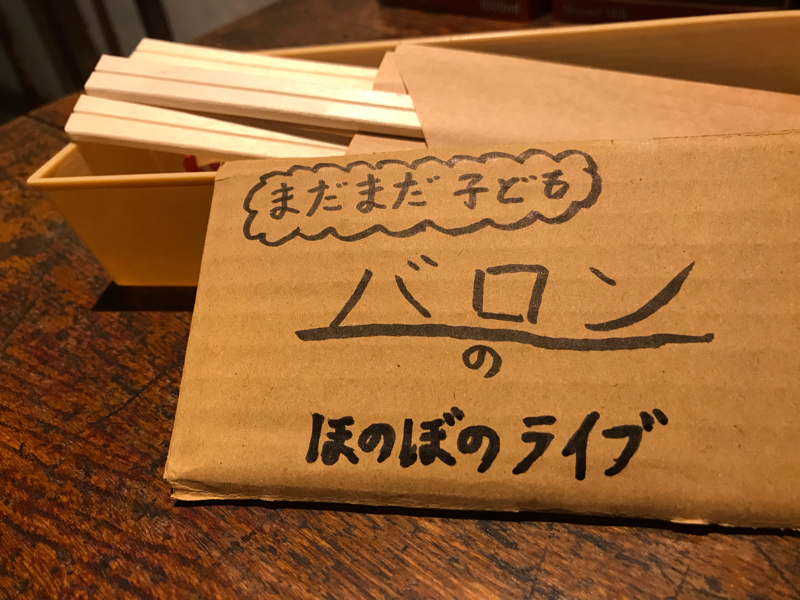 まだまだ子ども
バロン
の
ほのぼのライブ